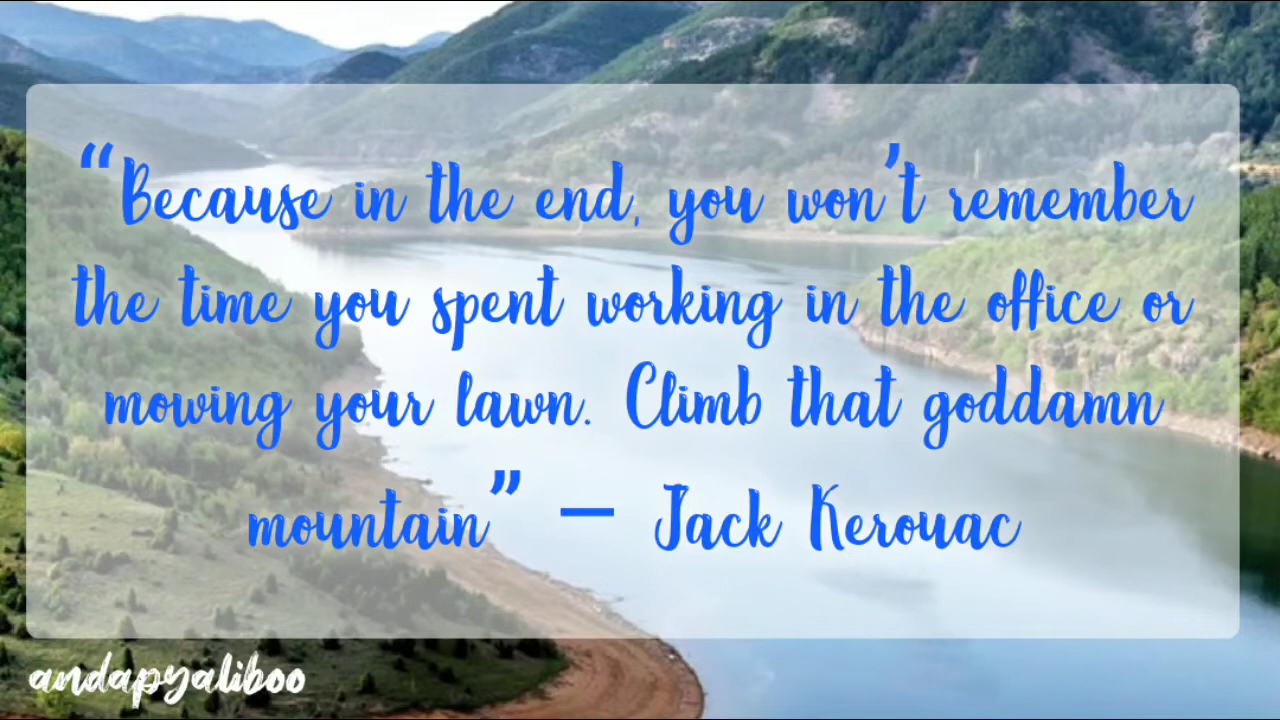 “Because in the end, you won’t remember
the time you spent working in the office or
mowing your lawn. Climb that goddamn
mountain” — Jack Kerouac
andapyaliboo